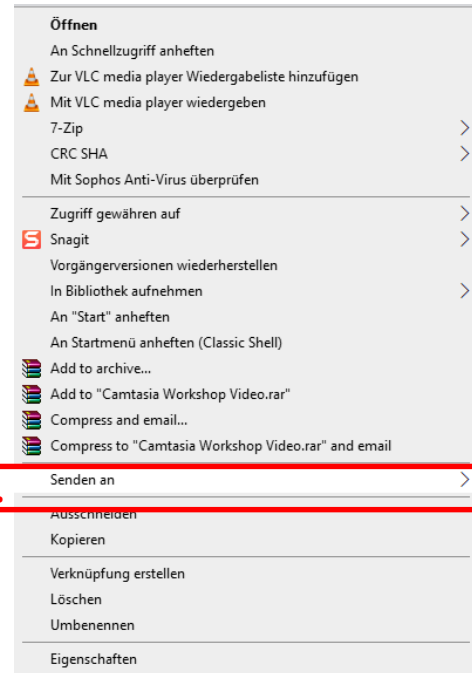 Öffnen
An Schnellzugriff anheften
Zur VLC media player Wiedergabeliste hinzufügen
Mit VLC media player wiedergeben
7-Zip
CRC SHA
Mit Sophos Anti-Virus überprüfen
Zugriff gewähren auf
Snagit
Vorgängerversionen wiederherstellen
In Bibliothek aufnehmen
An "Start" anheften
An Startmenü anheften (Classic Shell)
Add to archive...
Add to "Camtasia Workshop Video.rar"
Compress and email...
Compress to "Camtasia Workshop Video.rar" and email
Senden an
Ausschneiden
Kopieren
Verknüpfung erstellen
Löschen
Umbenennen
Eigenschaften